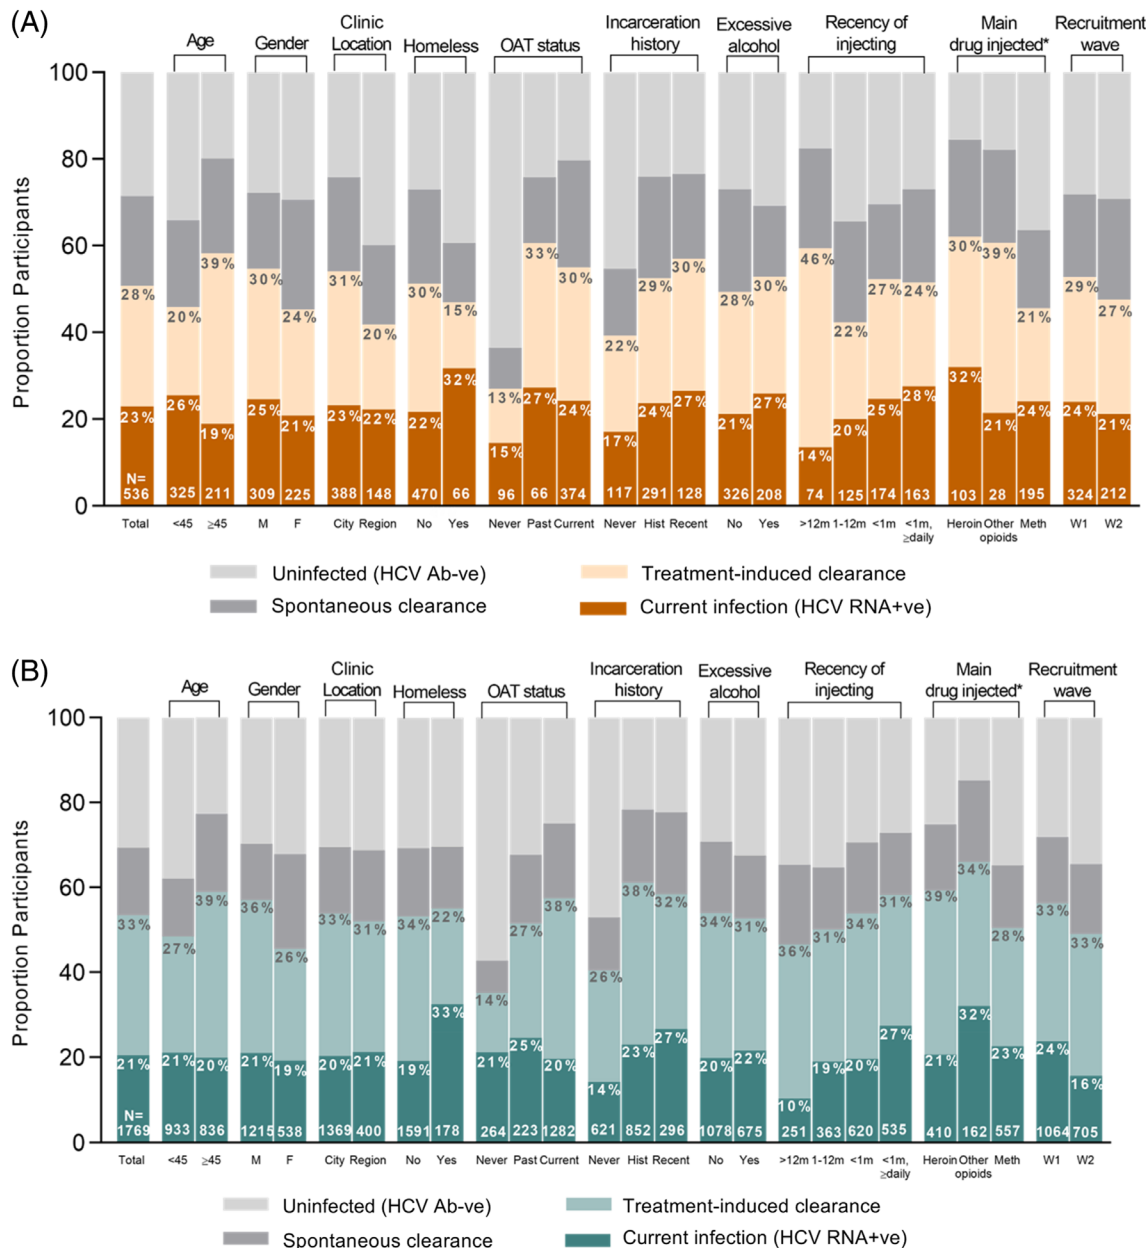 (A)
Age
Gender
Clinic
Location
Homeless
OAT status
Incarceration
history
Excessive
alcohol
Recency of
injecting
Main
drug injected*
Recruitment
wave
Proportion Participants
100
80
60
40
20
0
28% 20% 39% 30% 24% 31% 20% 30% 15% 13% 33% 30% 22% 29% 30% 28% 30% 46% 22% 27% 24% 30% 39% 21% 29% 27%
23% 26% 19% 25% 21% 23% 22% 22% 32% 15% 27% 24% 17% 24% 27% 21% 27% 14% 20% 25% 28% 32% 21% 24% 24% 21%
N=
536 325 211 309 225 388 148 470 66 96 66 374 117 291 128 326 208 74 125 174 163 103 28 195 324 212
Total <45 ≥45 M F City Region No Yes Never Past Current Never Hist Recent No Yes >12m 1-12m <1m <1m, Heroin Other Meth W1 W2
≥daily opioids
Uninfected (HCV Ab-ve)
Treatment-induced clearance
Spontaneous clearance
Current infection (HCV RNA+ve)
(B)
Age
Gender
Clinic
Location
Homeless
OAT status
Incarceration
history
Excessive
alcohol
Recency of
injecting
Main
drug injected*
Recruitment
wave
Proportion Participants
100
80
60
40
20
0
33% 27% 39% 36% 26% 33% 31% 34% 22% 14% 27% 38% 26% 38% 32% 34% 31% 36% 31% 34% 31% 39% 34% 28% 33% 33%
21% 21% 20% 21% 19% 20% 21% 19% 33% 21% 25% 20% 14% 23% 27% 20% 22% 10% 19% 20% 27% 21% 32% 23% 24% 16%
N=
1769 933 836 1215 538 1369 400 1591 178 264 223 1282 621 852 296 1078 675 251 363 620 535 410 162 557 1064 705
Total <45 ≥45 M F City Region No Yes Never Past Current Never Hist Recent No Yes >12m 1-12m <1m <1m, Heroin Other Meth W1 W2
≥daily opioids
Uninfected (HCV Ab-ve)
Treatment-induced clearance
Spontaneous clearance
Current infection (HCV RNA+ve)